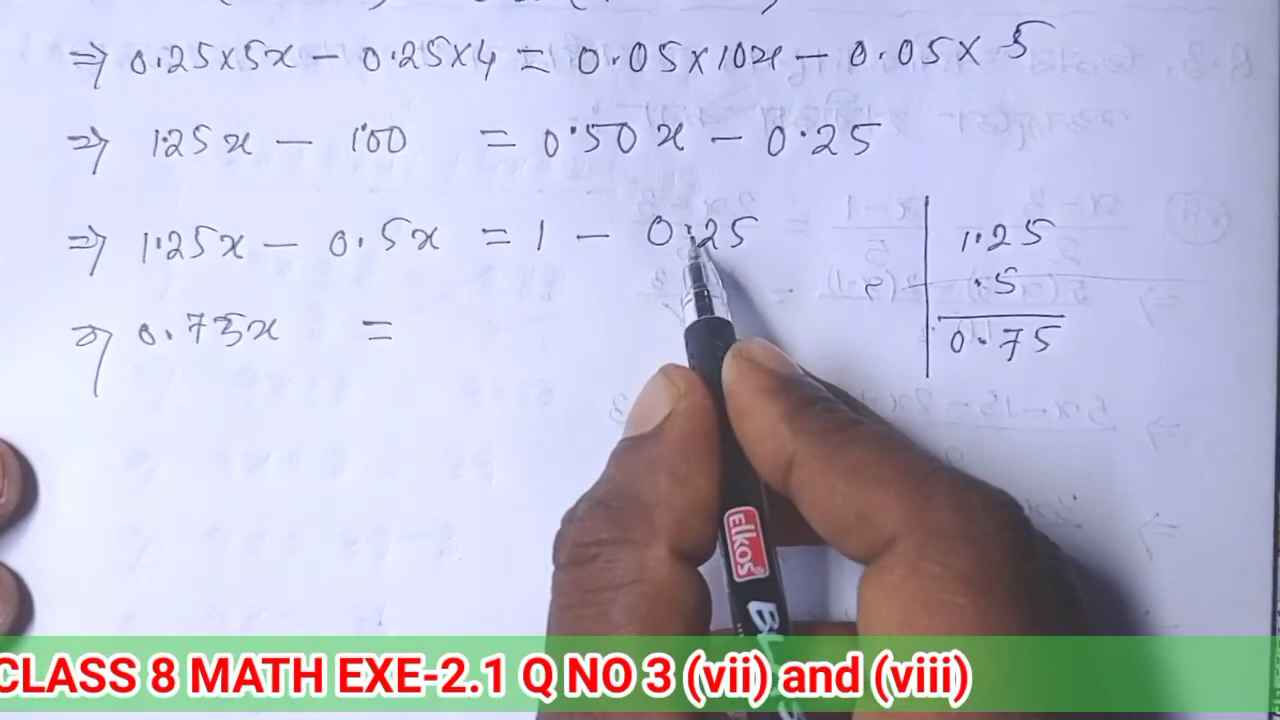 ⇒ 0.25×5x − 0.25×4 = 0.05×10x − 0.05×5
⇒ 1.25x − 1.00 = 0.50x − 0.25
⇒ 1.25x − 0.5x = 1 − 0.25
1.25
.5
0.75
⇒ 0.75x =
Elkos
CLASS 8 MATH EXE-2.1 Q NO 3 (vii) and (viii)